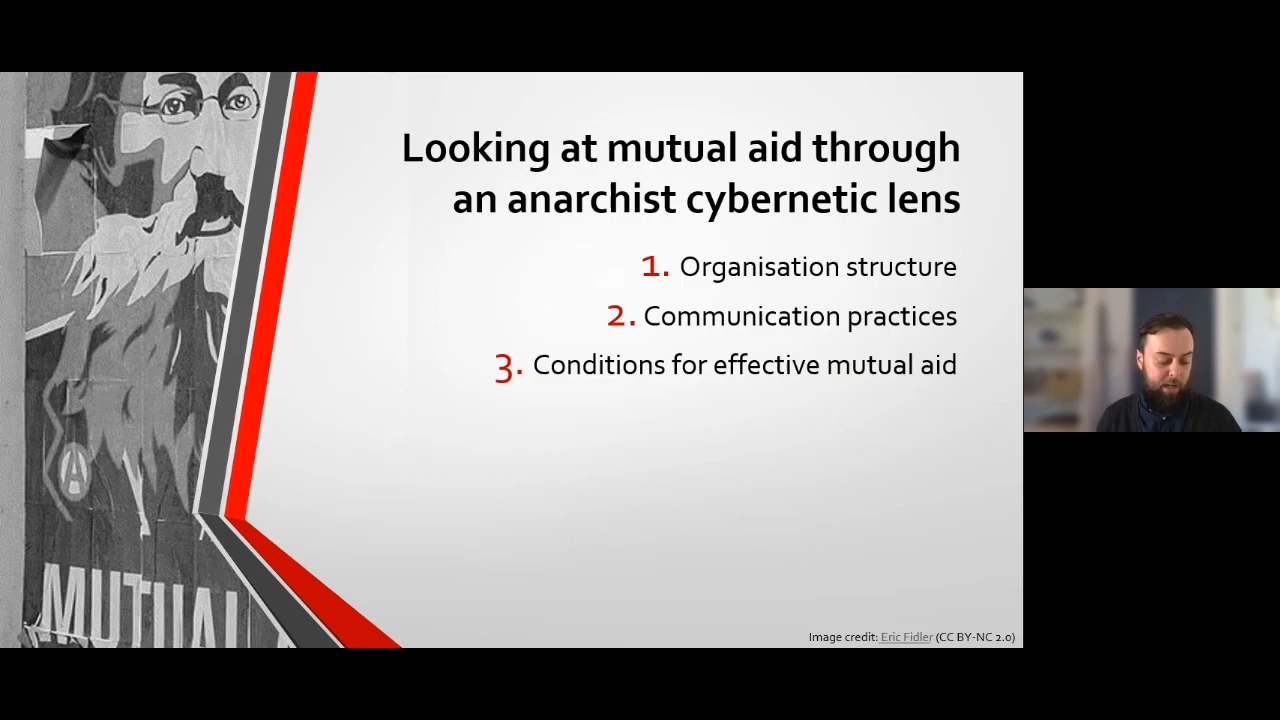 Looking at mutual aid through
an anarchist cybernetic lens
1. Organisation structure
2. Communication practices
3. Conditions for effective mutual aid
A
MUTUAL
Image credit: Eric Fidler (CC BY-NC 2.0)